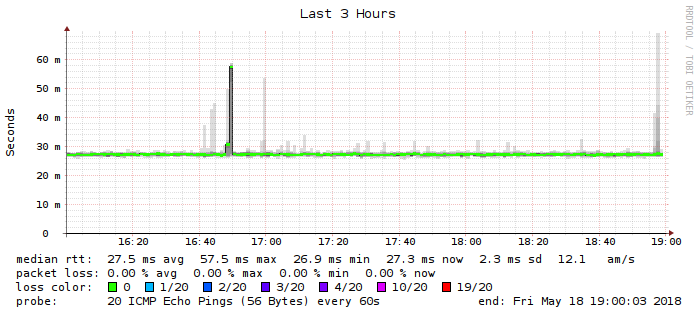 Last 3 Hours
RRDTOOL / TOBI OETIKER
Seconds
60 m
50 m
40 m
30 m
20 m
10 m
0
16:20 16:40 17:00 17:20 17:40 18:00 18:20 18:40 19:00
median rtt: 27.5 ms avg 57.5 ms max 26.9 ms min 27.3 ms now 2.3 ms sd 12.1 am/s
packet loss: 0.00 % avg 0.00 % max 0.00 % min 0.00 % now
loss color: 0 1/20 2/20 3/20 4/20 10/20 19/20
probe: 20 ICMP Echo Pings (56 Bytes) every 60s end: Fri May 18 19:00:03 2018